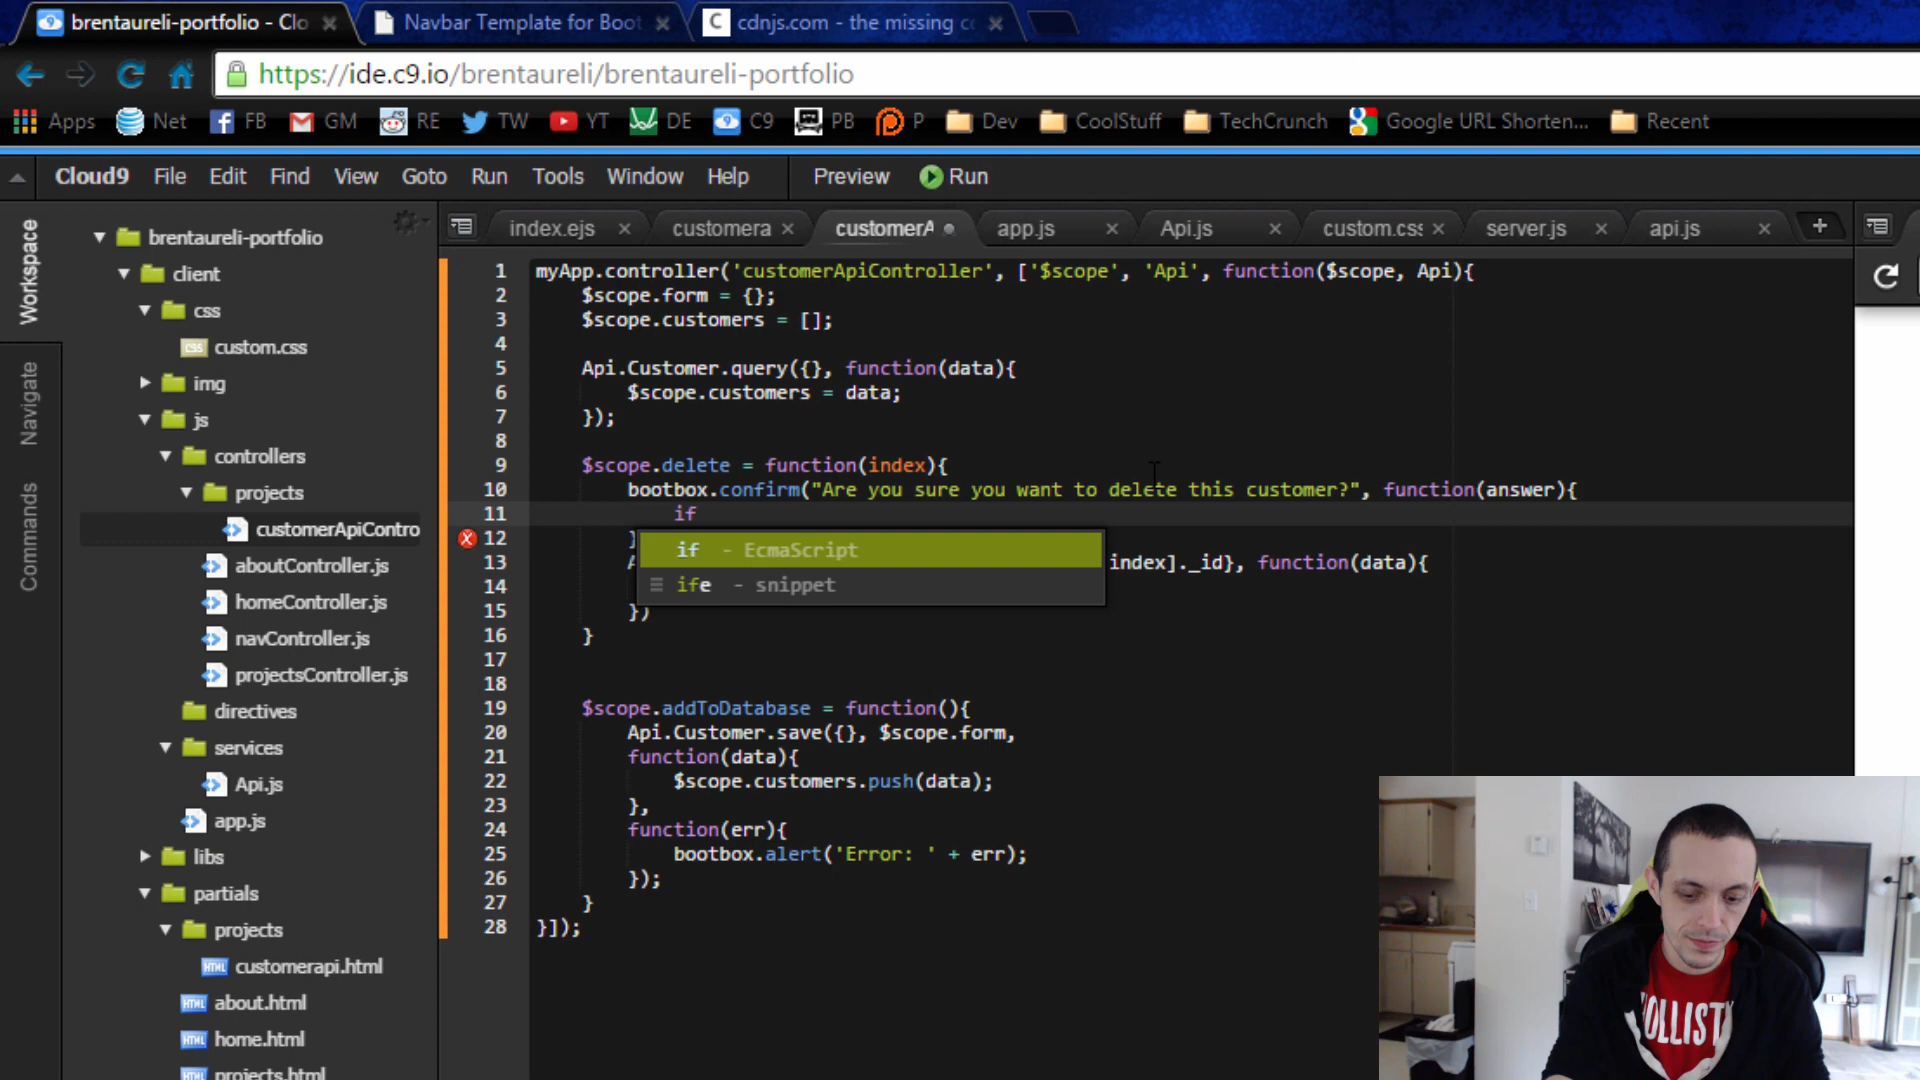 brentaureli-portfolio - Clo
Navbar Template for Boot
cdnjs.com - the missing c
https://ide.c9.io/brentaureli/brentaureli-portfolio
Apps Net FB GM RE TW YT DE C9 PB P Dev CoolStuff TechCrunch Google URL Shorten... Recent
Cloud9 File Edit Find View Goto Run Tools Window Help Preview Run
Workspace
Navigate
Commands
brentaureli-portfolio
client
css
custom.css
img
js
controllers
projects
customerApiContro
aboutController.js
homeController.js
navController.js
projectsController.js
directives
services
Api.js
app.js
libs
partials
projects
customerapi.html
about.html
home.html
projects.html
index.ejs customera customerA app.js Api.js custom.css server.js api.js
1 myApp.controller('customerApiController', ['$scope', 'Api', function($scope, Api){
2 $scope.form = {};
3 $scope.customers = [];
4
5 Api.Customer.query({}, function(data){
6 $scope.customers = data;
7 });
8
9 $scope.delete = function(index){
10 bootbox.confirm("Are you sure you want to delete this customer?", function(answer){
11 if
12
if - EcmaScript
13 index]._id}, function(data){
ife - snippet
14
15 })
16 }
17
18
19 $scope.addToDatabase = function(){
20 Api.Customer.save({}, $scope.form,
21 function(data){
22 $scope.customers.push(data);
23 },
24 function(err){
25 bootbox.alert('Error: ' + err);
26 });
27 }
28 }]);
HOLLIST